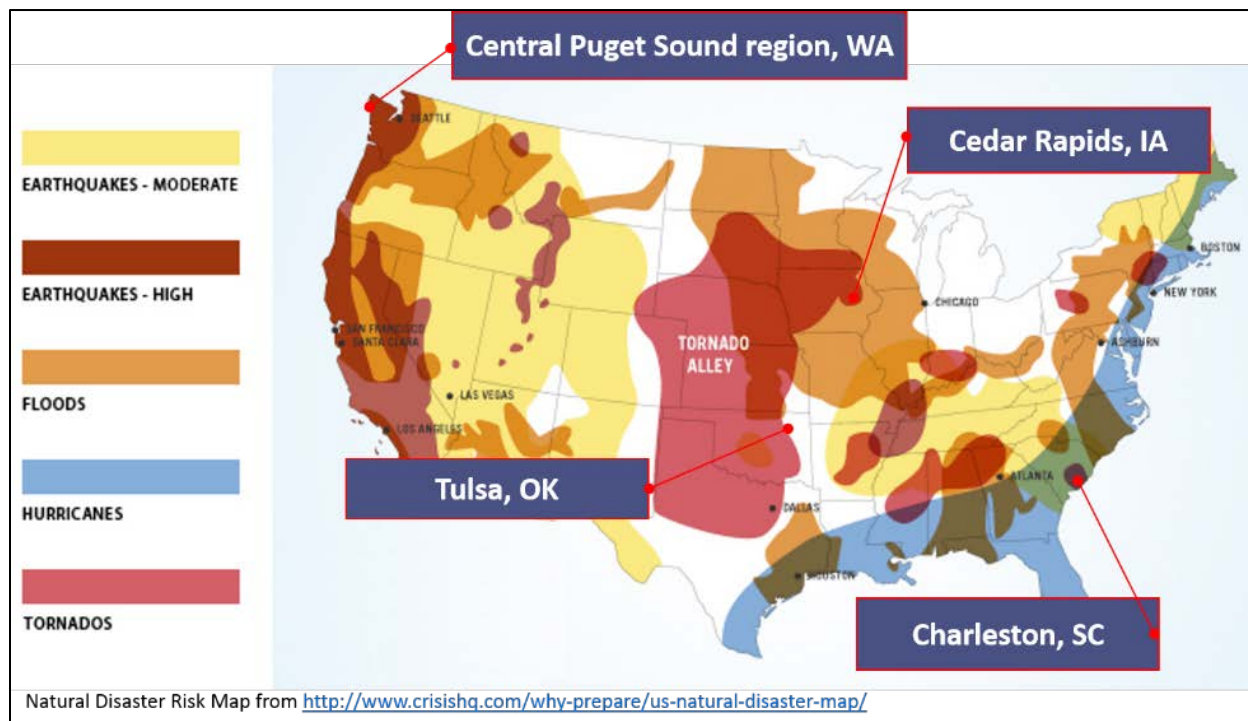 Central Puget Sound region, WA
Cedar Rapids, IA
EARTHQUAKES - MODERATE
EARTHQUAKES - HIGH
FLOODS
HURRICANES
TORNADOS
SEATTLE
BOSTON
NEW YORK
CHICAGO
ASHBURN
SAN FRANCISCO
SANTA CLARA
TORNADO
ALLEY
LAS VEGAS
LOS ANGELES
Tulsa, OK
ATLANTA
DALLAS
HOUSTON
Charleston, SC
Natural Disaster Risk Map from http://www.crisishq.com/why-prepare/us-natural-disaster-map/